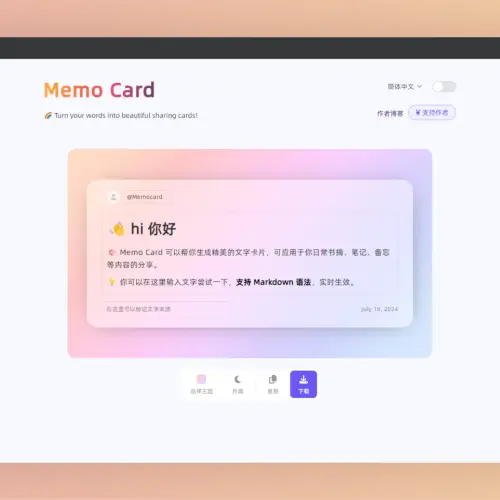 Memo Card
简体中文
🌈 Turn your words into beautiful sharing cards!
作者博客
¥ 支持作者
@Memocard
👋 hi 你好
🧠 Memo Card 可以帮你生成精美的文字卡片，可应用于你日常书摘、笔记、备忘
等内容的分享。
💡 你可以在这里输入文字尝试一下，支持 Markdown 语法，实时生效。
在这里可以标记文字来源
July 19, 2024
选择主题
外观
复制
下载